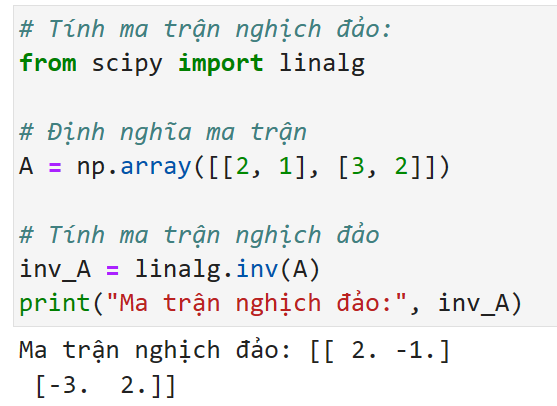 # Tính ma trận nghịch đảo:
from scipy import linalg
# Định nghĩa ma trận
A = np.array([[2, 1], [3, 2]])
# Tính ma trận nghịch đảo
inv_A = linalg.inv(A)
print("Ma trận nghịch đảo:", inv_A)
Ma trận nghịch đảo: [[ 2. -1.]
 [-3.  2.]]